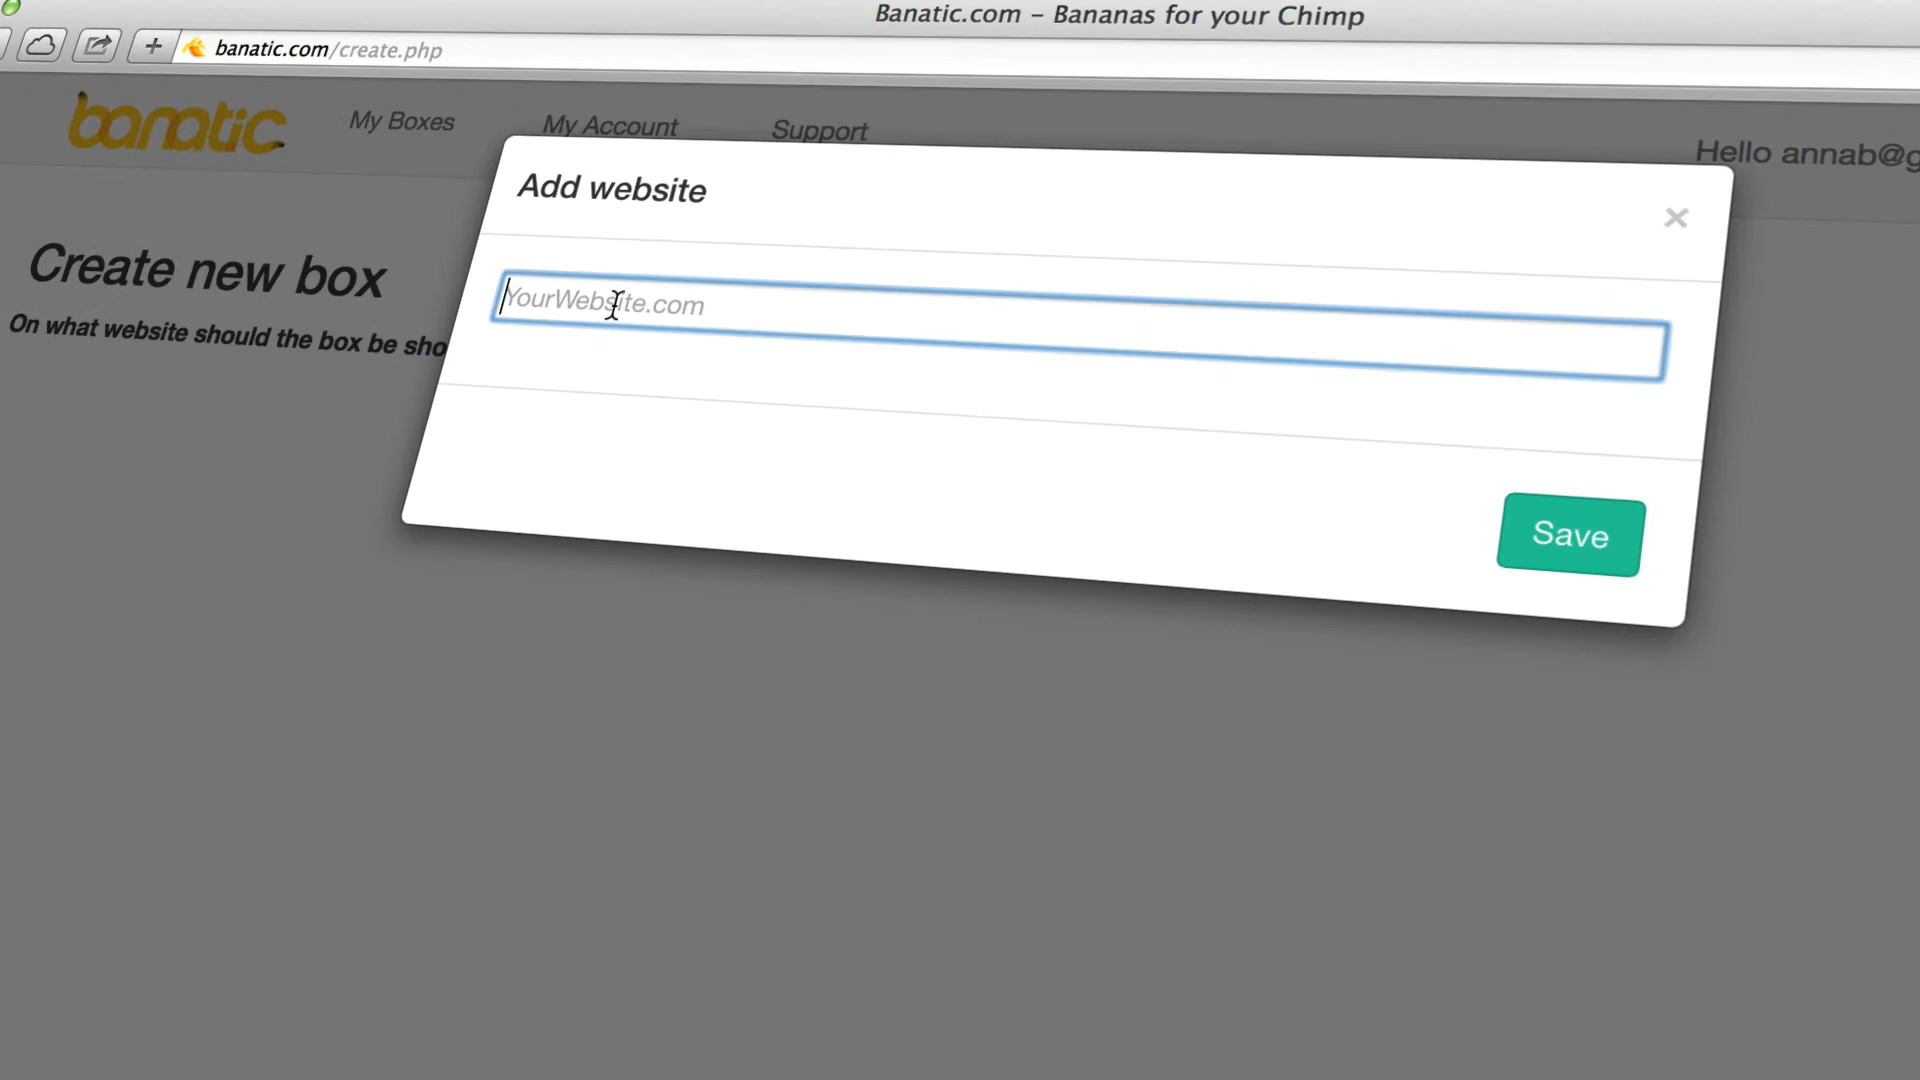 Banatic.com – Bananas for your Chimp
banatic.com/create.php
banatic
My Boxes
My Account
Support
Hello annab@g
Add website
Create new box
YourWebsite.com
On what website should the box be sho
Save